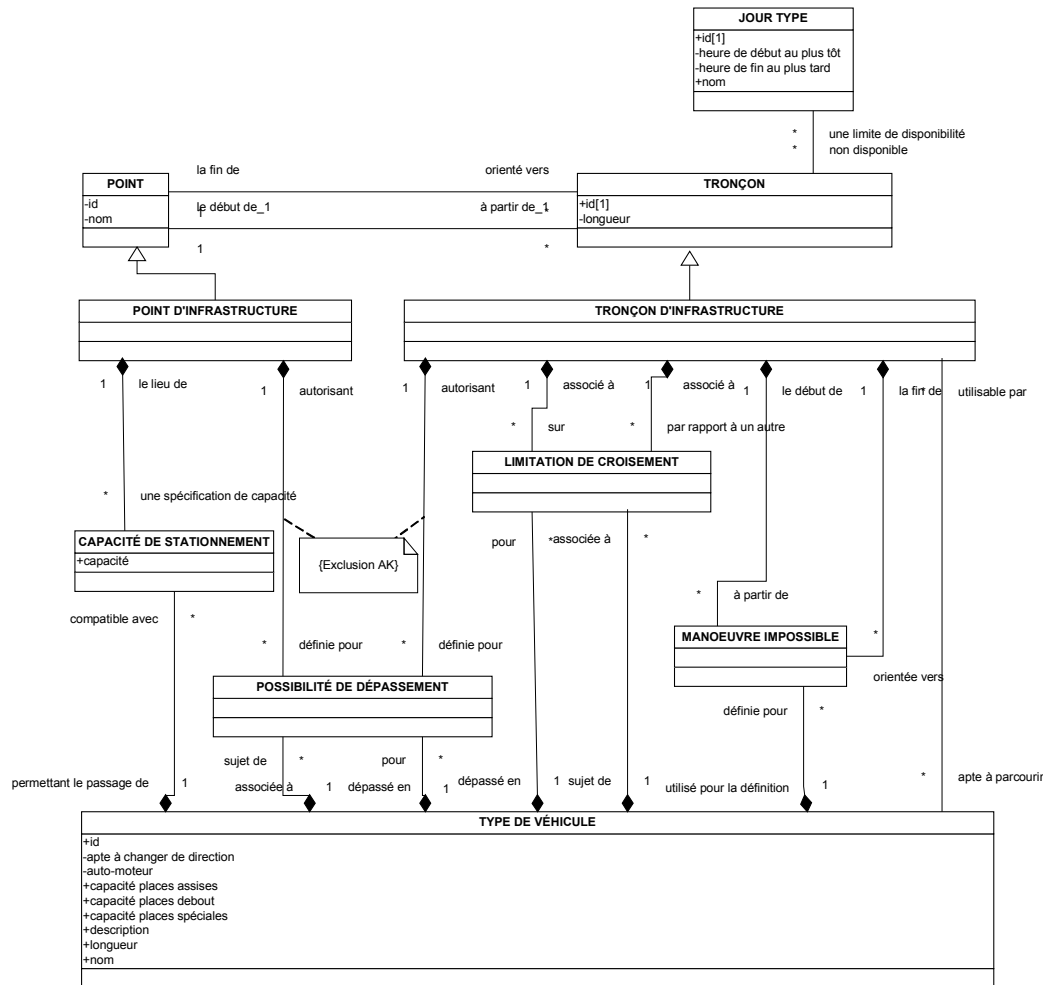 JOUR TYPE
+id[1]
-heure de début au plus tôt
-heure de fin au plus tard
+nom
* une limite de disponibilité
* non disponible
la fin de orienté vers
POINT
-id
-nom
TRONÇON
+id[1]
-longueur
le début de_1 à partir de_1
1 *
1 *
POINT D'INFRASTRUCTURE
TRONÇON D'INFRASTRUCTURE
1 le lieu de
1 autorisant
1 autorisant
1 associé à
1 associé à
1 le début de
1 la fin de
* utilisable par
* sur
* par rapport à un autre
LIMITATION DE CROISEMENT
* une spécification de capacité
CAPACITÉ DE STATIONNEMENT
+capacité
{Exclusion AK}
pour *
associée à *
* à partir de
compatible avec *
* définie pour
* définie pour
MANOEUVRE IMPOSSIBLE
*
orientée vers
POSSIBILITÉ DE DÉPASSEMENT
définie pour *
sujet de *
pour *
permettant le passage de 1
associée à 1
dépassé en 1
dépassé en 1
sujet de 1
utilisé pour la définition 1
* apte à parcourir
TYPE DE VÉHICULE
+id
-apte à changer de direction
-auto-moteur
+capacité places assises
+capacité places debout
+capacité places spéciales
+description
+longueur
+nom